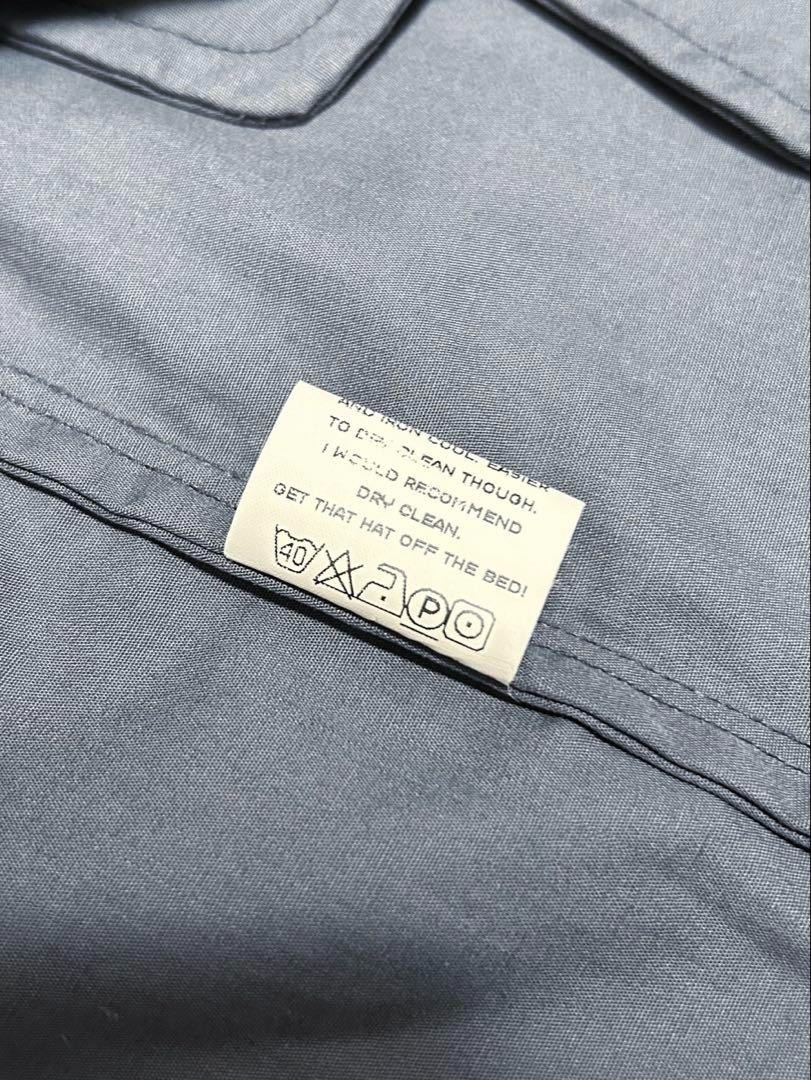 AND IRON COOL. EASIER
TO DRY CLEAN THOUGH.
I WOULD RECOMMEND
DRY CLEAN.
GET THAT HAT OFF THE BED!
40
P